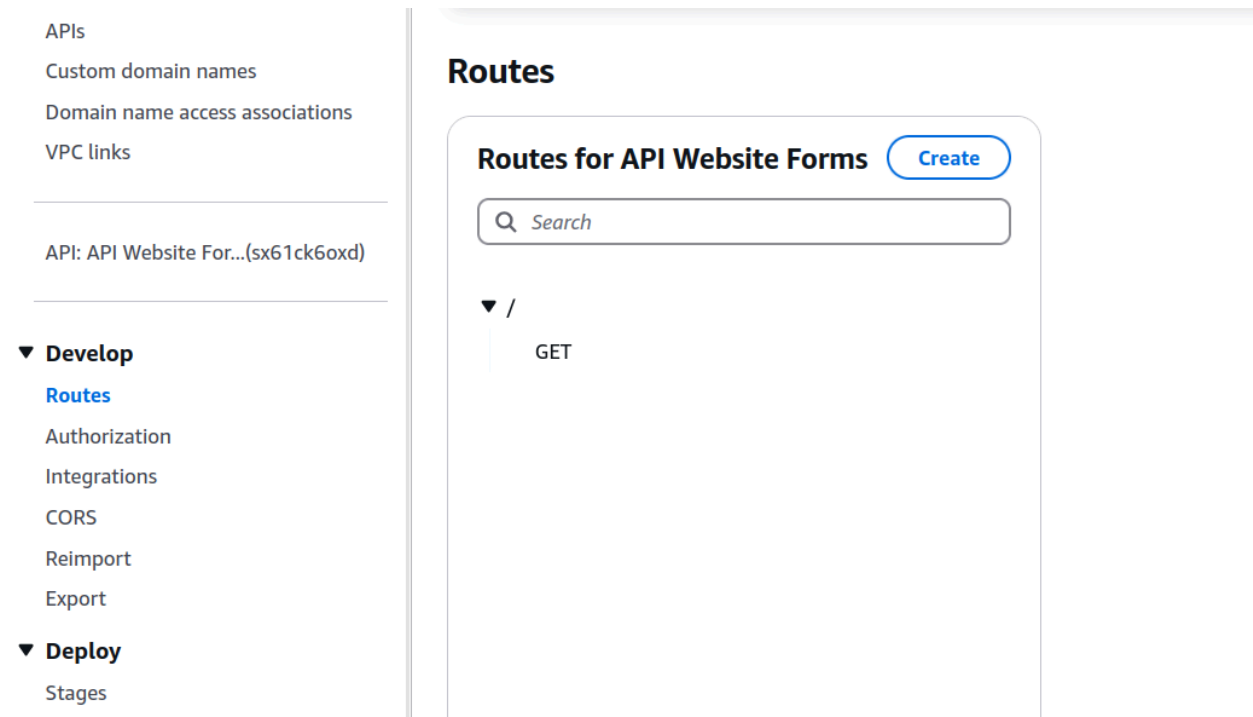 APIs
Custom domain names
Domain name access associations
VPC links
API: API Website For...(sx61ck6oxd)
Develop
Routes
Authorization
Integrations
CORS
Reimport
Export
Deploy
Stages
Routes
Routes for API Website Forms
Create
Search
/
GET